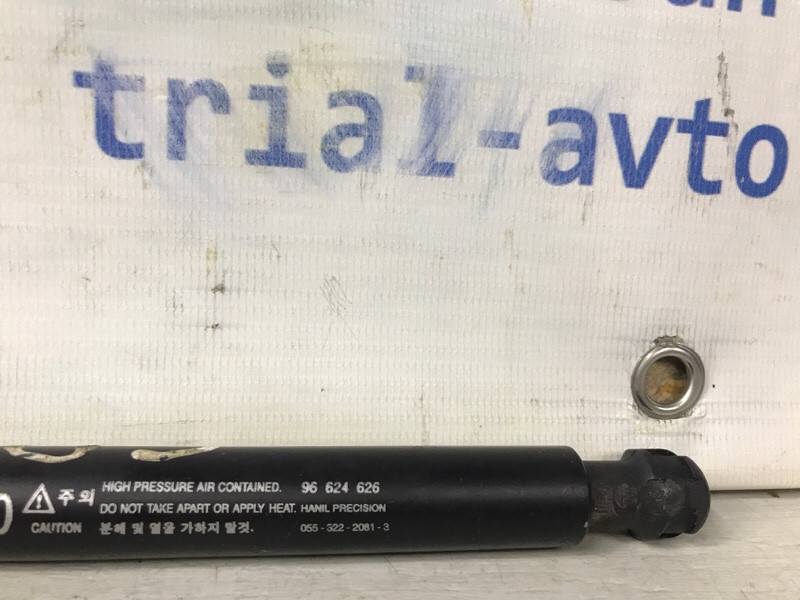 trial-avto
주의 HIGH PRESSURE AIR CONTAINED. 96 624 626
DO NOT TAKE APART OR APPLY HEAT. HANIL PRECISION
CAUTION 분해 및 열을 가하지 말것. 055-322-2081-3